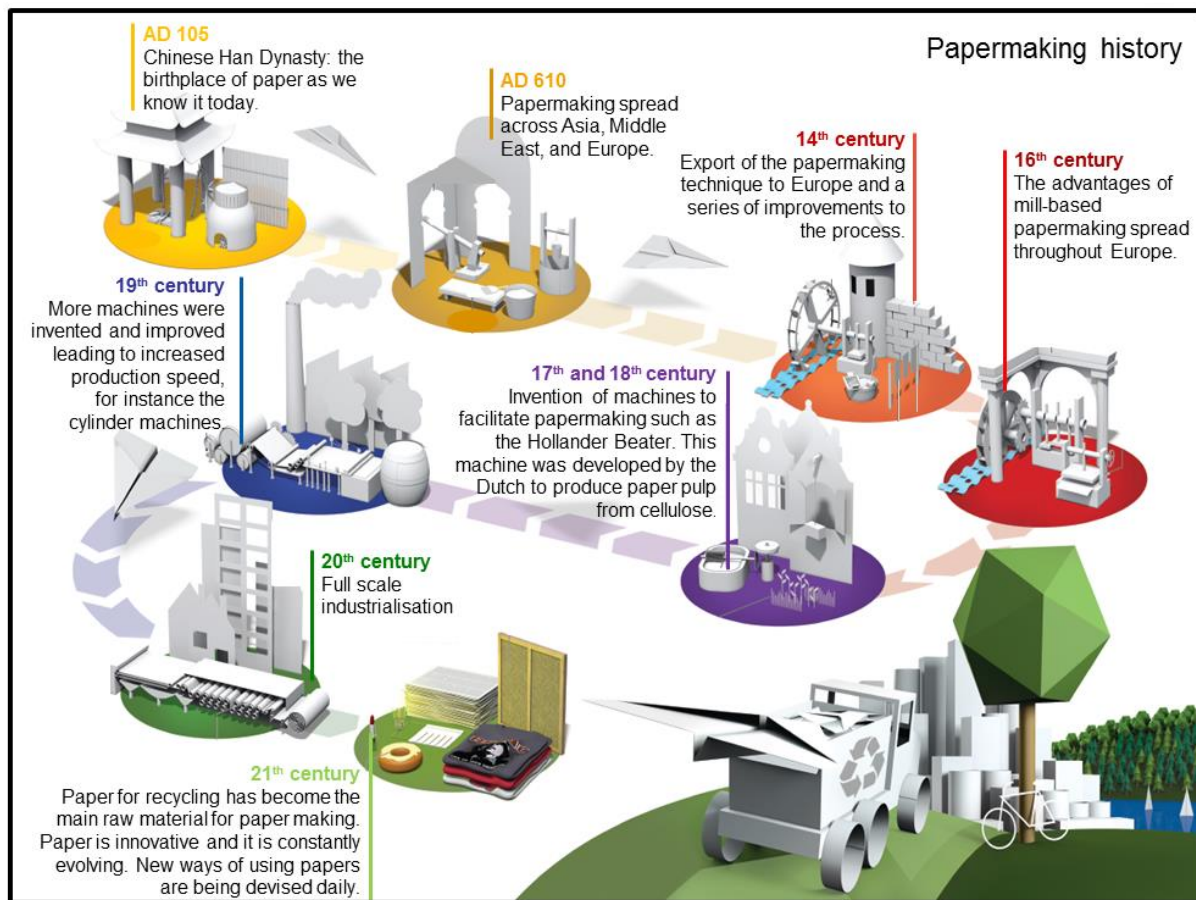 Papermaking history
AD 105
Chinese Han Dynasty: the
birthplace of paper as we
know it today.
AD 610
Papermaking spread
across Asia, Middle
East, and Europe.
14th century
Export of the papermaking
technique to Europe and a
series of improvements to
the process.
16th century
The advantages of
mill-based
papermaking spread
throughout Europe.
17th and 18th century
Invention of machines to
facilitate papermaking such as
the Hollander Beater. This
machine was developed by the
Dutch to produce paper pulp
from cellulose.
19th century
More machines were
invented and improved
leading to increased
production speed,
for instance the
cylinder machines.
20th century
Full scale
industrialisation
21th century
Paper for recycling has become the
main raw material for paper making.
Paper is innovative and it is constantly
evolving. New ways of using papers
are being devised daily.